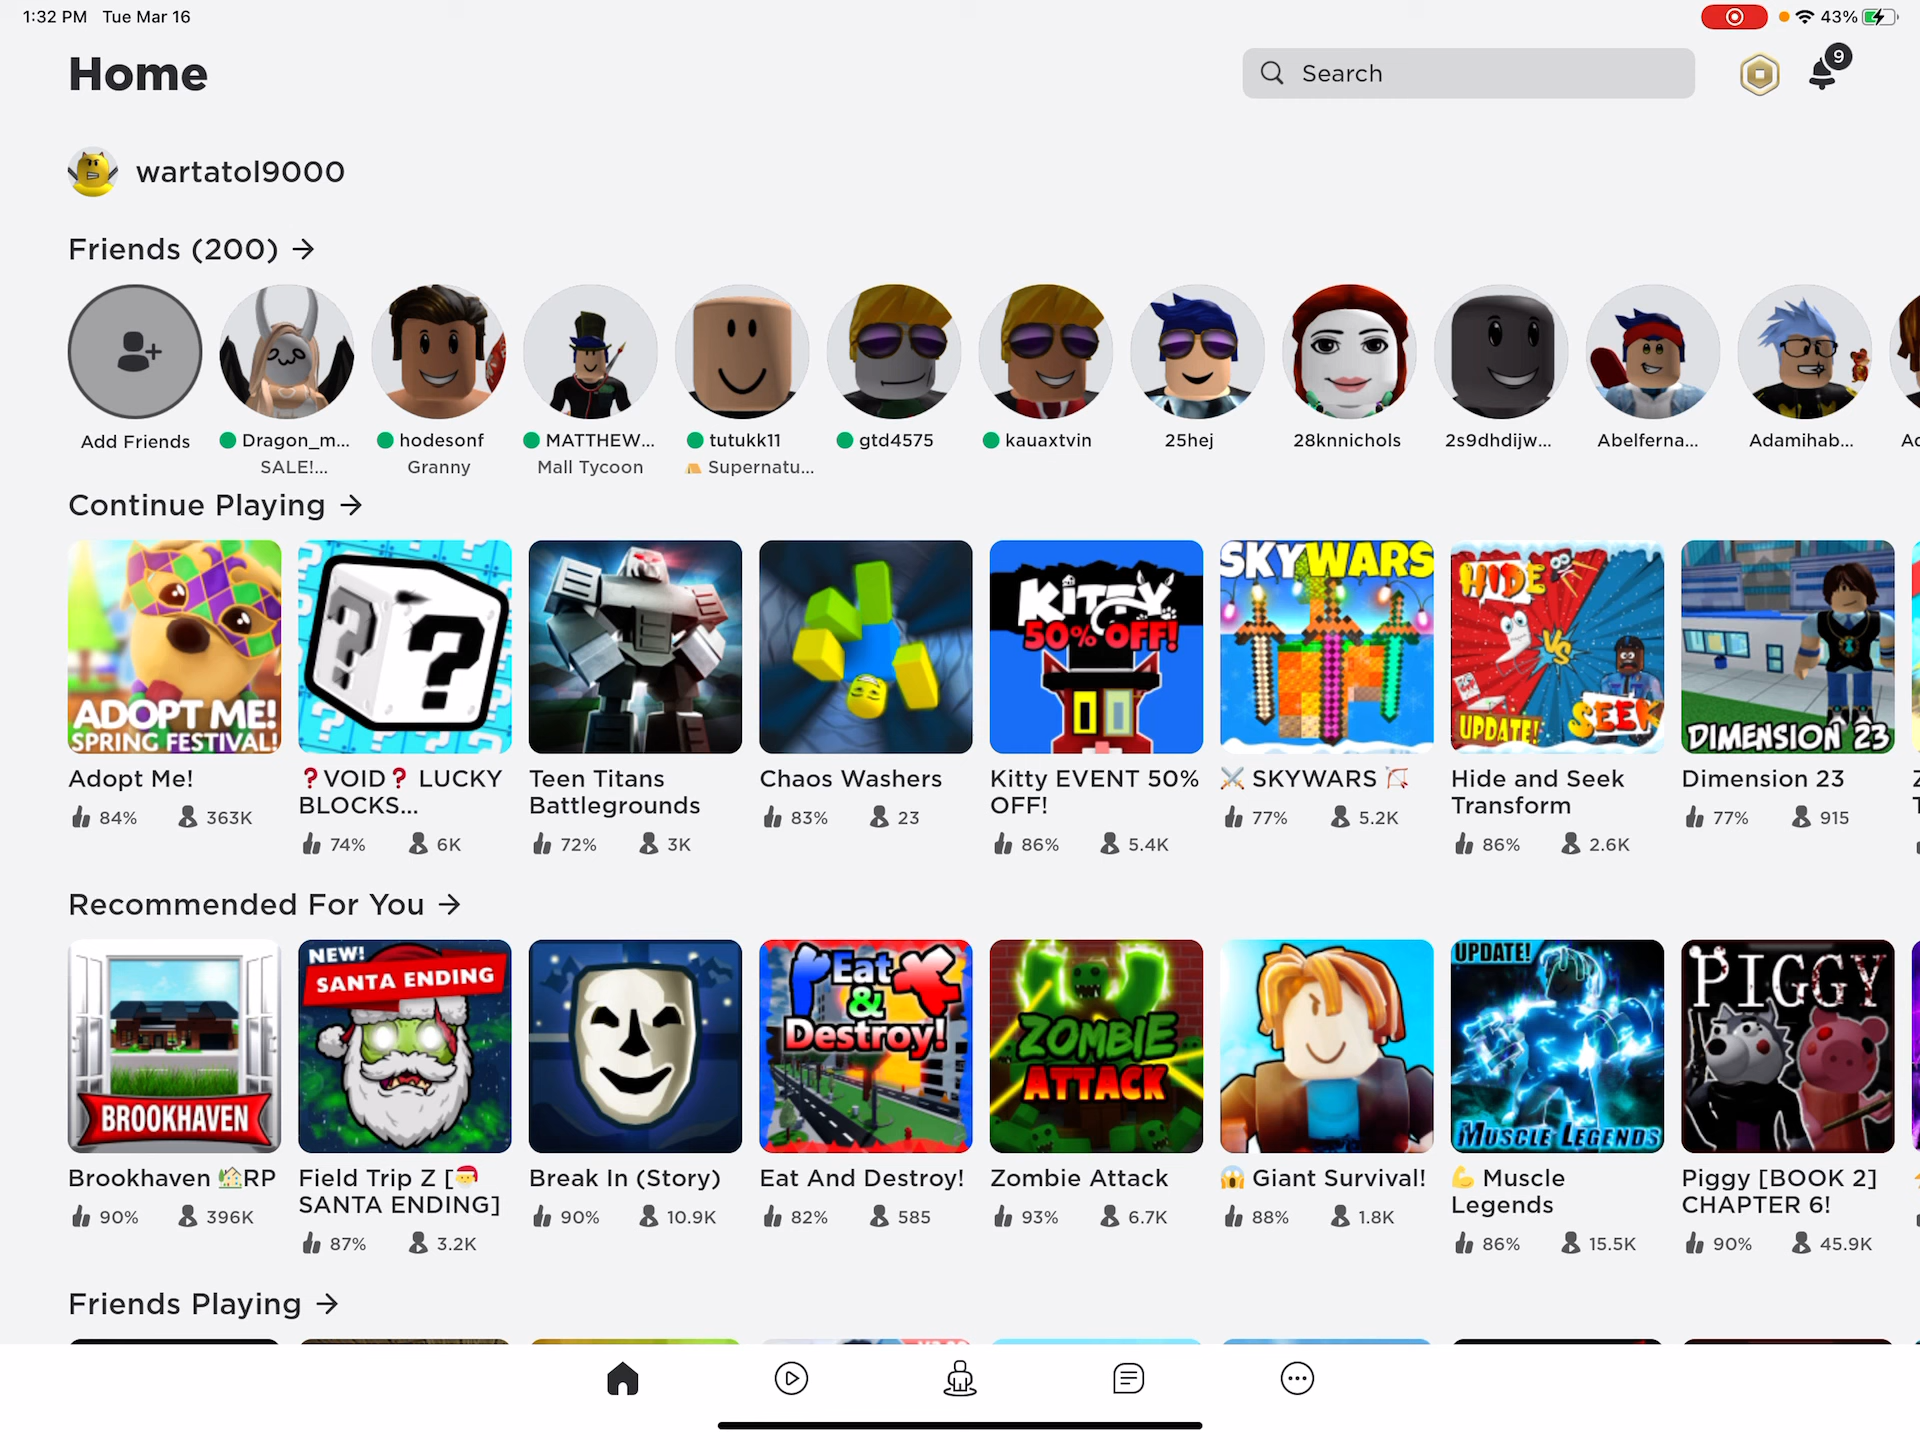 1:32 PM Tue Mar 16
43%
Home
Search
9
wartatol9000
Friends (200) →
Add Friends
Dragon_m...
SALE!...
hodesonf
Granny
MATTHEW...
Mall Tycoon
tutukk11
Supernatu...
gtd4575
kauaxtvin
25hej
28knnichols
2s9dhdijw...
Abelferna...
Adamihab...
Continue Playing →
ADOPT ME!
SPRING FESTIVAL!
KITTY
50% OFF!
SKYWARS
HIDE
VS
SEEK
UPDATE!
DIMENSION 23
Adopt Me!
84% 363K
❓VOID❓ LUCKY
BLOCKS...
74% 6K
Teen Titans
Battlegrounds
72% 3K
Chaos Washers
83% 23
Kitty EVENT 50%
OFF!
86% 5.4K
⚔️ SKYWARS 🏹
77% 5.2K
Hide and Seek
Transform
86% 2.6K
Dimension 23
77% 915
Recommended For You →
BROOKHAVEN
NEW!
SANTA ENDING
Eat
&
Destroy!
ZOMBIE
ATTACK
UPDATE!
MUSCLE LEGENDS
PIGGY
Brookhaven 🏡RP
90% 396K
Field Trip Z [🎅
SANTA ENDING]
87% 3.2K
Break In (Story)
90% 10.9K
Eat And Destroy!
82% 585
Zombie Attack
93% 6.7K
😱 Giant Survival!
88% 1.8K
💪 Muscle
Legends
86% 15.5K
Piggy [BOOK 2]
CHAPTER 6!
90% 45.9K
Friends Playing →